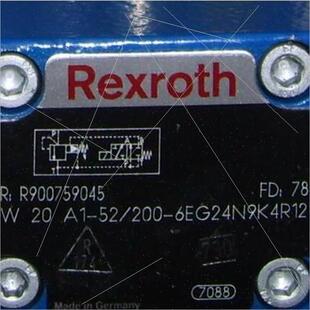 Rexroth
R: R900759045
FD: 78
W 20 A1-52/200-6EG24N9K4R12
R
7088
Made in Germany